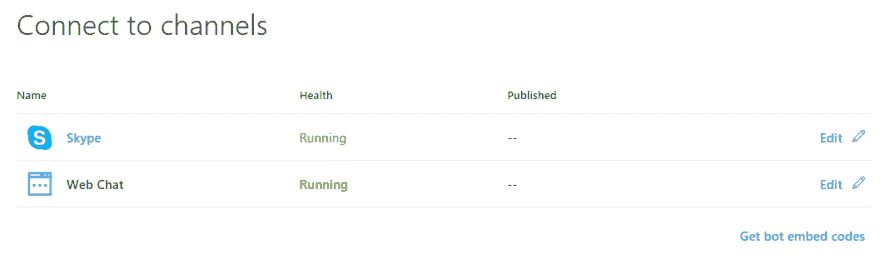 Connect to channels
Name Health Published
Skype Running -- Edit
Web Chat Running -- Edit
Get bot embed codes